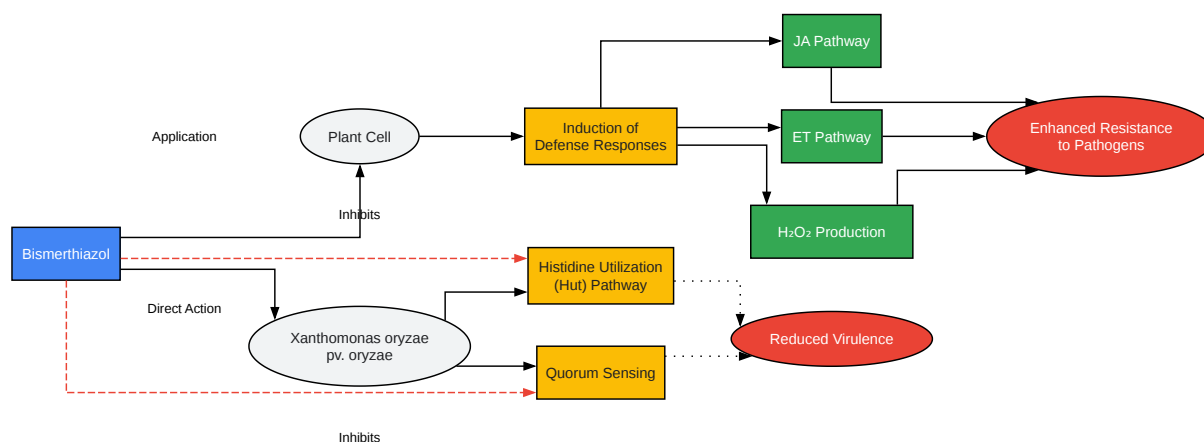 JA Pathway
Application
Plant Cell
Induction of
Defense Responses
ET Pathway
Enhanced Resistance
to Pathogens
Inhibits
H₂O₂ Production
Bismerthiazol
Histidine Utilization
(Hut) Pathway
Direct Action
Xanthomonas oryzae
pv. oryzae
Reduced Virulence
Quorum Sensing
Inhibits